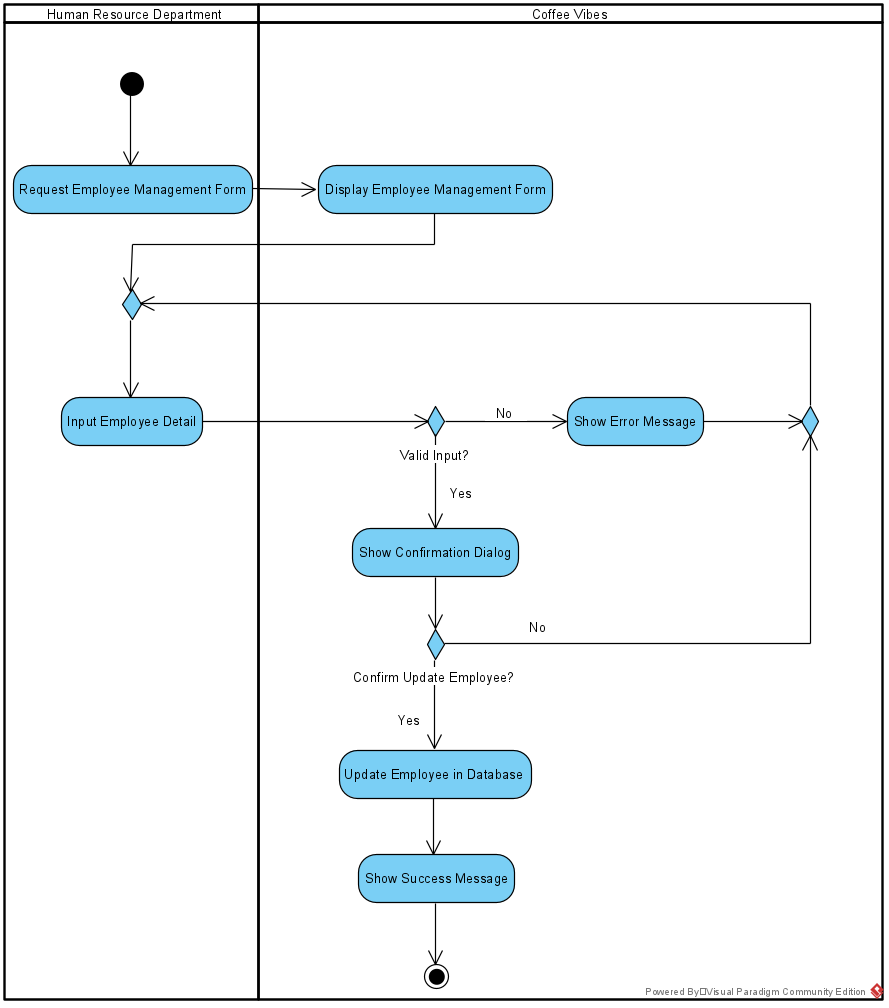 Human Resource Department
Coffee Vibes
Request Employee Management Form
Display Employee Management Form
Input Employee Detail
No
Show Error Message
Valid Input?
Yes
Show Confirmation Dialog
No
Confirm Update Employee?
Yes
Update Employee in Database
Show Success Message
Powered By Visual Paradigm Community Edition